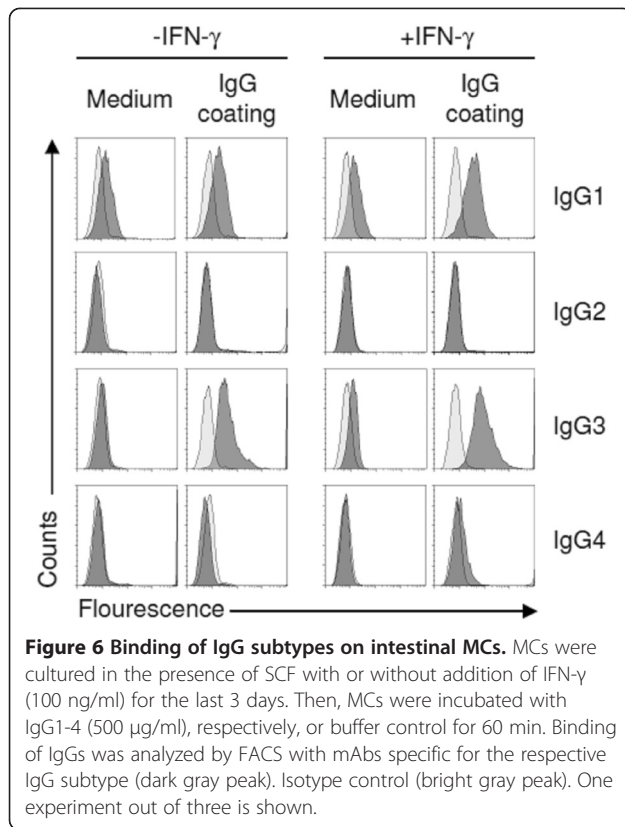 -IFN-γ +IFN-γ
Medium IgG coating Medium IgG coating
IgG1
IgG2
IgG3
IgG4
Counts
Flourescence
Figure 6 Binding of IgG subtypes on intestinal MCs. MCs were
cultured in the presence of SCF with or without addition of IFN-γ
(100 ng/ml) for the last 3 days. Then, MCs were incubated with
IgG1-4 (500 μg/ml), respectively, or buffer control for 60 min. Binding
of IgGs was analyzed by FACS with mAbs specific for the respective
IgG subtype (dark gray peak). Isotype control (bright gray peak). One
experiment out of three is shown.